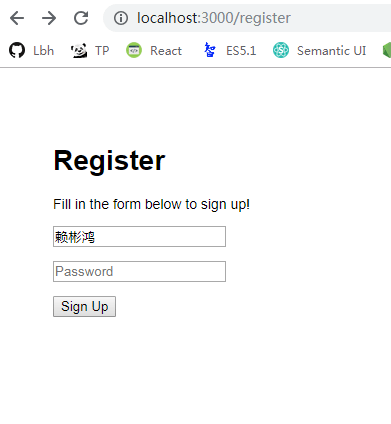 localhost:3000/register
Lbh TP React ES5.1 Semantic UI
Register
Fill in the form below to sign up!
赖彬鸿
Password
Sign Up